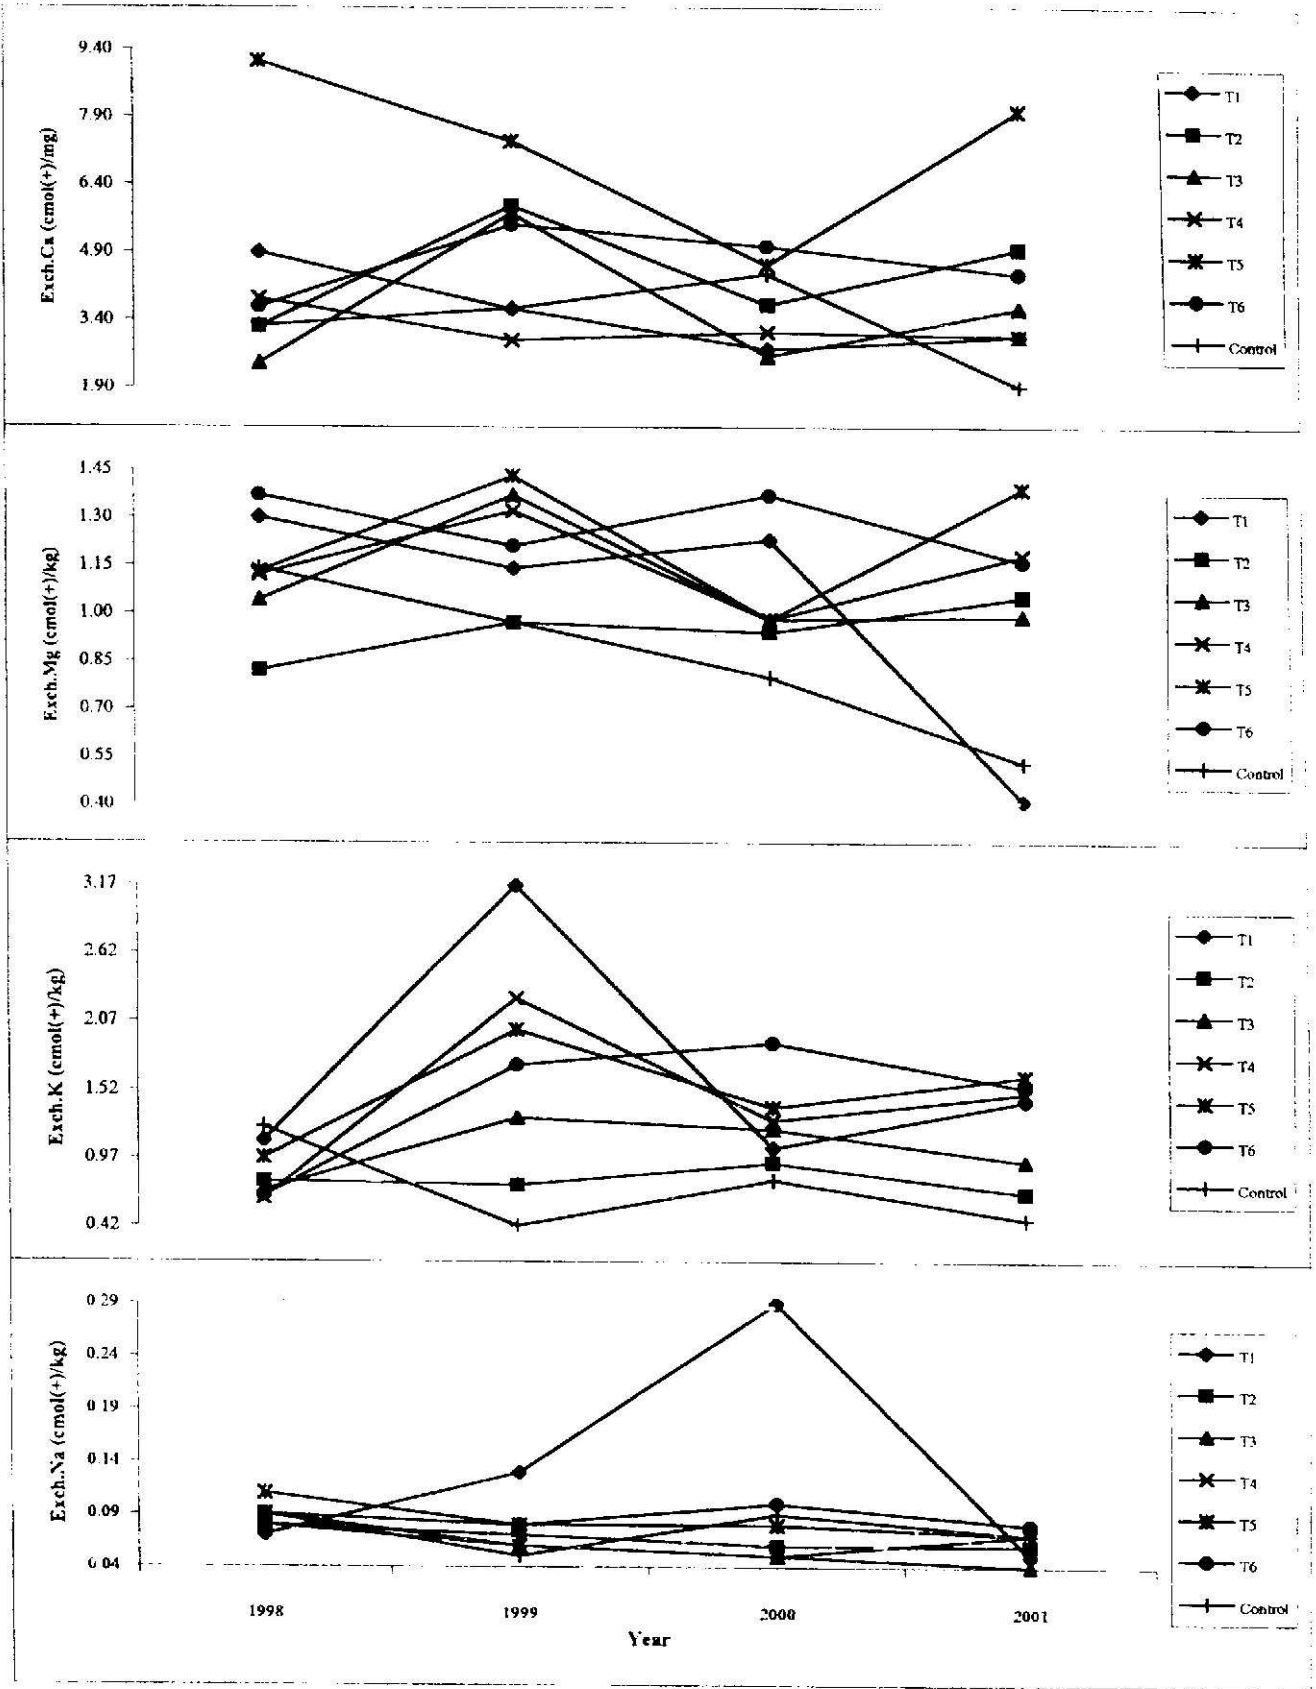 9.40
7.90
6.40
4.90
3.40
1.90
Exch.Ca (cmol(+)/mg)
T1
T2
T3
T4
T5
T6
Control
1.45
1.30
1.15
1.00
0.85
0.70
0.55
0.40
Exch.Mg (cmol(+)/kg)
T1
T2
T3
T4
T5
T6
Control
3.17
2.62
2.07
1.52
0.97
0.42
Exch.K (cmol(+)/kg)
T1
T2
T3
T4
T5
T6
Control
0.29
0.24
0.19
0.14
0.09
0.04
Exch.Na (cmol(+)/kg)
T1
T2
T3
T4
T5
T6
Control
1998
1999
2000
2001
Year